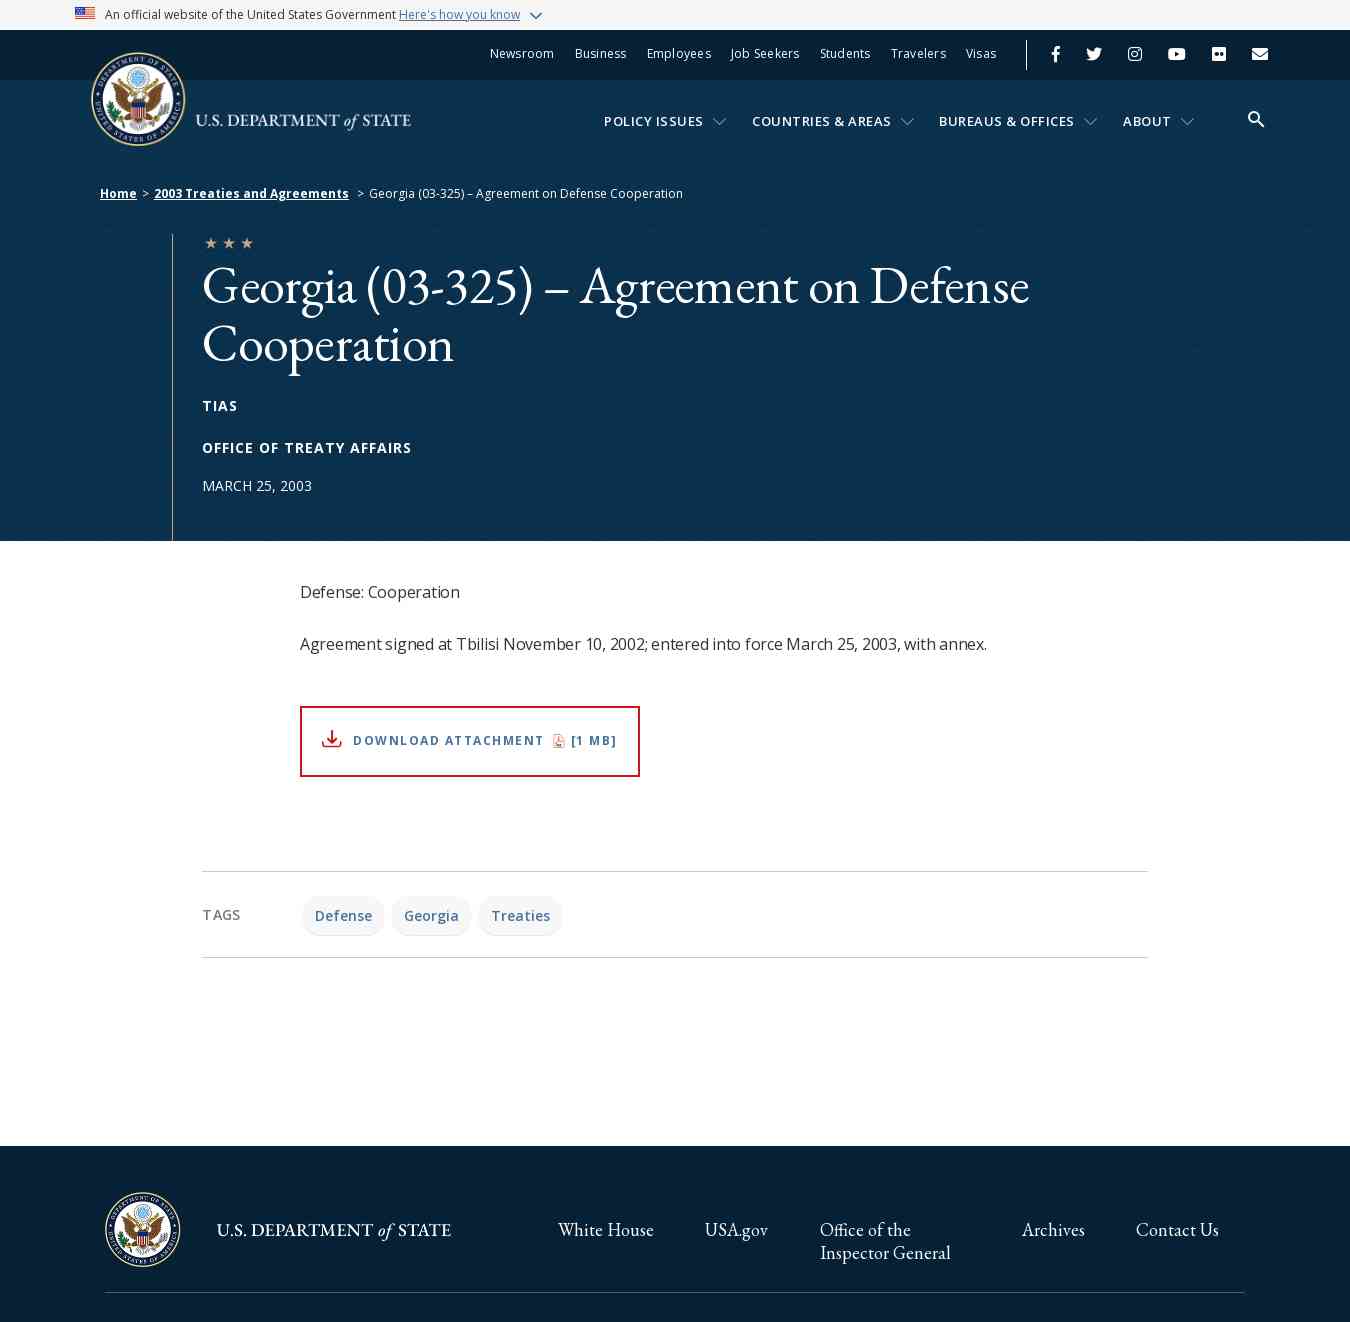 An official website of the United States Government Here's how you know
Newsroom Business Employees Job Seekers Students Travelers Visas
U.S. DEPARTMENT of STATE
POLICY ISSUES COUNTRIES & AREAS BUREAUS & OFFICES ABOUT
Home > 2003 Treaties and Agreements > Georgia (03-325) – Agreement on Defense Cooperation
Georgia (03-325) – Agreement on Defense
Cooperation
TIAS
OFFICE OF TREATY AFFAIRS
MARCH 25, 2003
Defense: Cooperation
Agreement signed at Tbilisi November 10, 2002; entered into force March 25, 2003, with annex.
DOWNLOAD ATTACHMENT [1 MB]
TAGS Defense Georgia Treaties
U.S. DEPARTMENT of STATE White House USA.gov Office of the Archives Contact Us
Inspector General